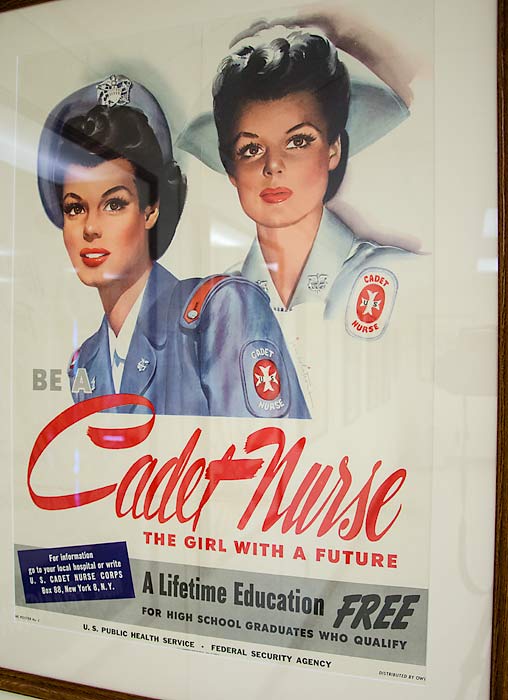 CADET
US
NURSE
CADET
U.S.
NURSE
BE A
Cadet Nurse
THE GIRL WITH A FUTURE
For information
go to your local hospital or write
U. S. CADET NURSE CORPS
Box 88, New York 8, N.Y.
A Lifetime Education FREE
FOR HIGH SCHOOL GRADUATES WHO QUALIFY
U. S. PUBLIC HEALTH SERVICE · FEDERAL SECURITY AGENCY
DISTRIBUTED BY OWI